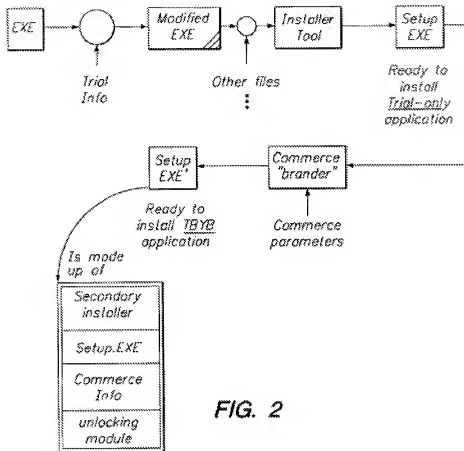 EXE
Trial
Info
Modified
EXE
Other files
Installer
Tool
Setup
EXE
Ready to
install
Trial-only
application
Commerce
"brander"
Commerce
parameters
Setup
EXE'
Ready to
install TBYB
application
Is made
up of
Secondary
installer
Setup.EXE
Commerce
Info
unlocking
module
FIG. 2